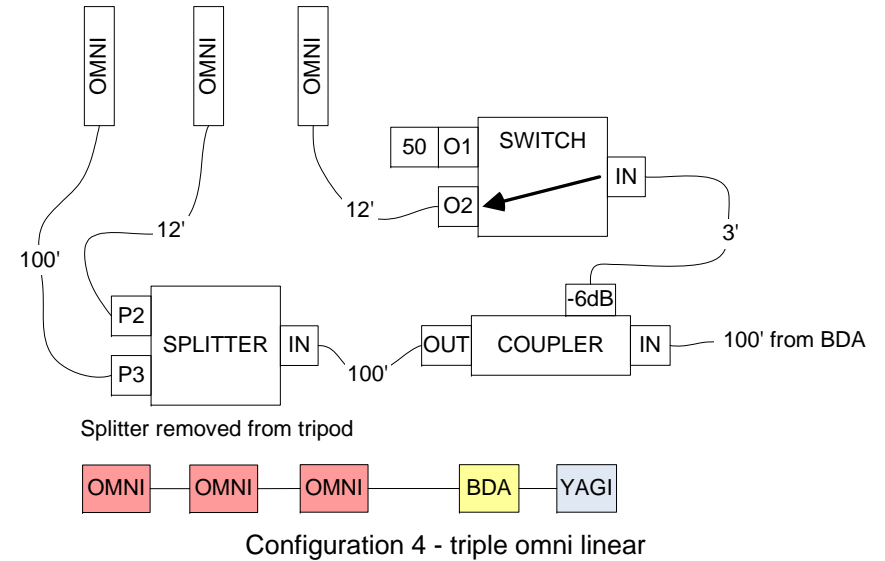 OMNI
OMNI
OMNI
50
O1
SWITCH
IN
O2
12'
12'
3'
100'
-6dB
P2
SPLITTER
IN
OUT
COUPLER
IN
100' from BDA
P3
100'
Splitter removed from tripod
OMNI
OMNI
OMNI
BDA
YAGI
Configuration 4 - triple omni linear